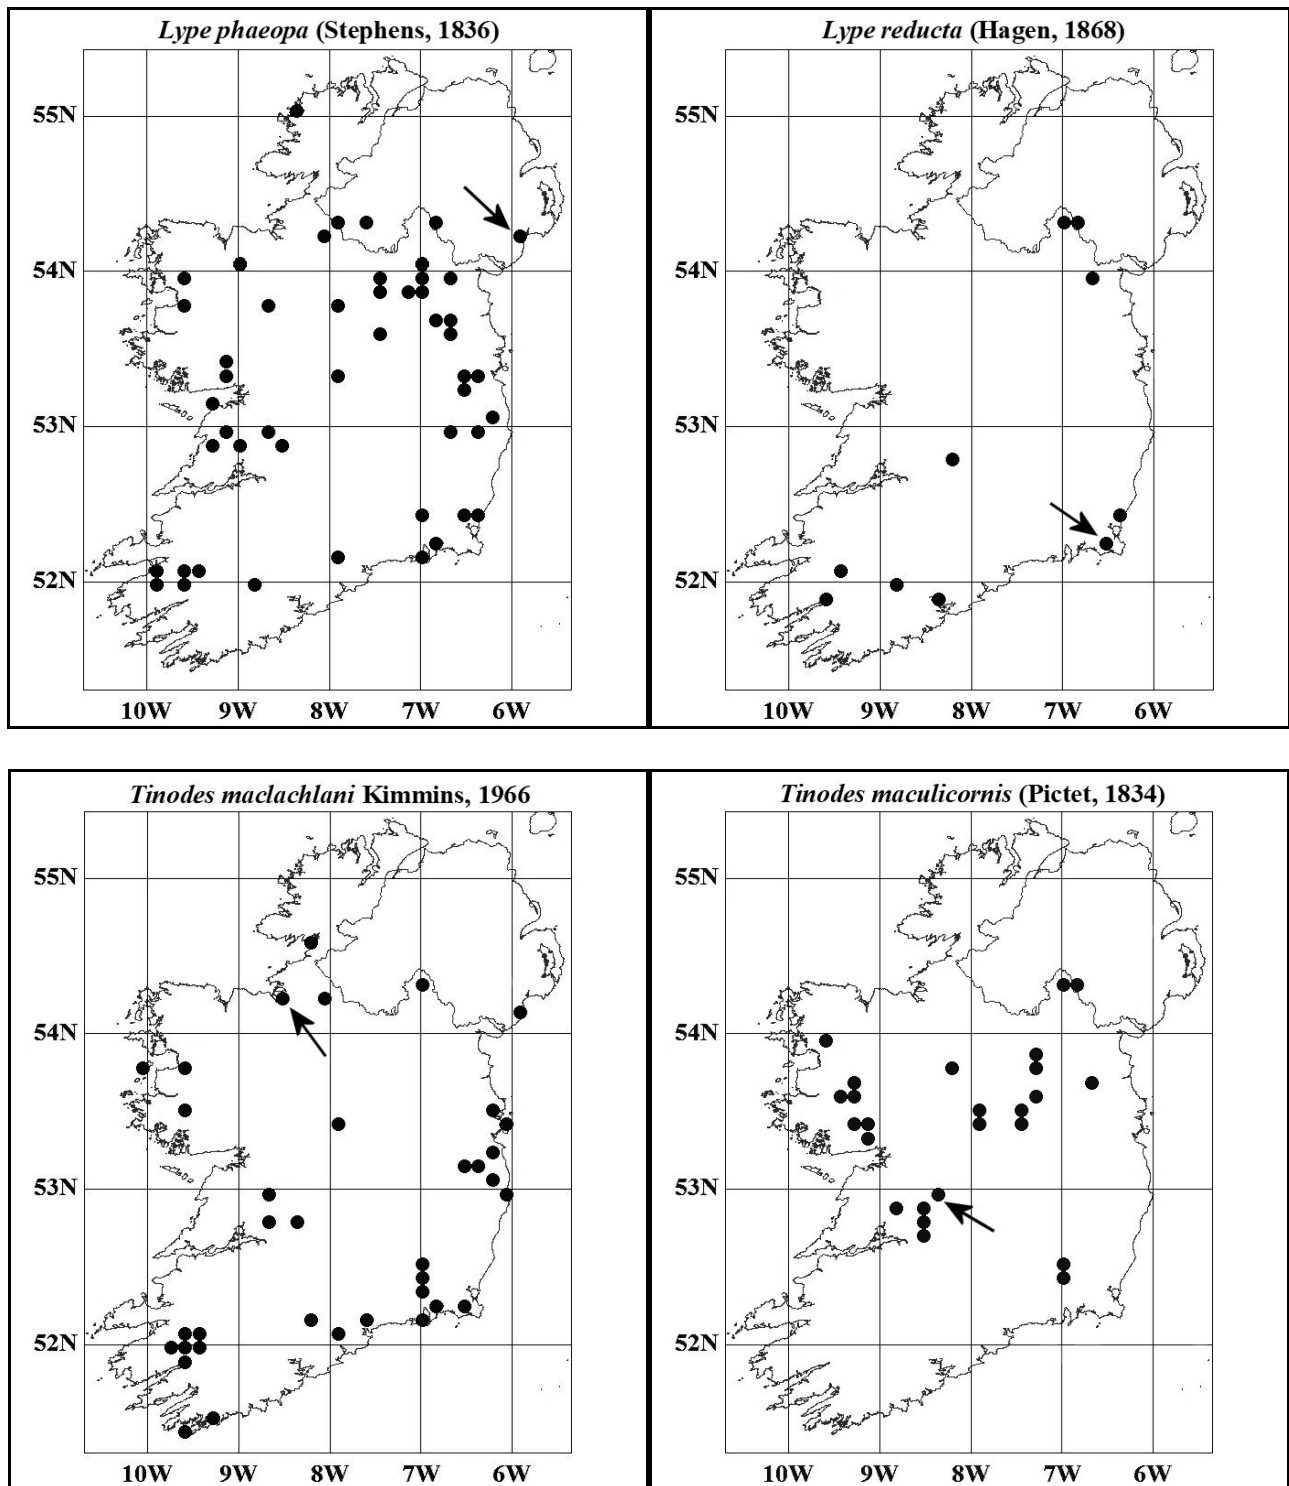 Lype phaeopa (Stephens, 1836)
55N
54N
53N
52N
10W 9W 8W 7W 6W
Lype reducta (Hagen, 1868)
55N
54N
53N
52N
10W 9W 8W 7W 6W
Tinodes maclachlani Kimmins, 1966
55N
54N
53N
52N
10W 9W 8W 7W 6W
Tinodes maculicornis (Pictet, 1834)
55N
54N
53N
52N
10W 9W 8W 7W 6W